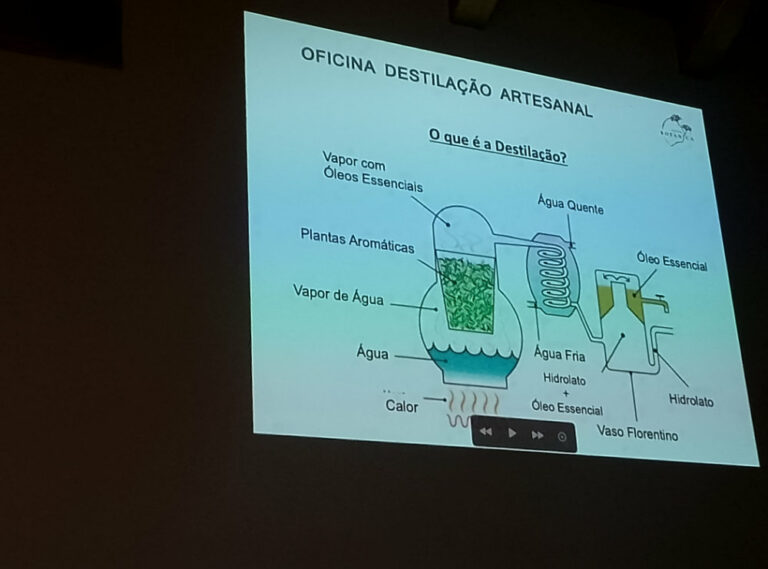 OFICINA DESTILAÇÃO ARTESANAL
O que é a Destilação?
Vapor com
Óleos Essenciais
Água Quente
Plantas Aromáticas
Óleo Essencial
Vapor de Água
Água
Água Fria
Hidrolato
+
Óleo Essencial
Hidrolato
Calor
Vaso Florentino